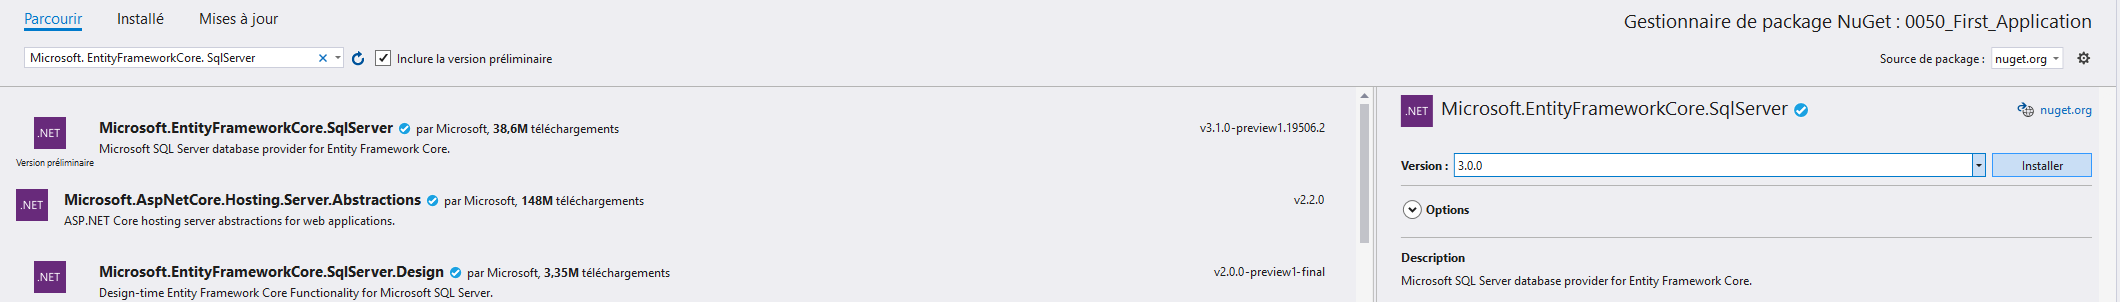 Parcourir Installé Mises à jour
Gestionnaire de package NuGet : 0050_First_Application
Microsoft. EntityFrameworkCore. SqlServer
Inclure la version préliminaire
Source de package : nuget.org
.NET
Microsoft.EntityFrameworkCore.SqlServer par Microsoft, 38,6M téléchargements
v3.1.0-preview1.19506.2
Microsoft SQL Server database provider for Entity Framework Core.
Version préliminaire
.NET
Microsoft.AspNetCore.Hosting.Server.Abstractions par Microsoft, 148M téléchargements
v2.2.0
ASP.NET Core hosting server abstractions for web applications.
.NET
Microsoft.EntityFrameworkCore.SqlServer.Design par Microsoft, 3,35M téléchargements
v2.0.0-preview1-final
Design-time Entity Framework Core Functionality for Microsoft SQL Server.
.NET
Microsoft.EntityFrameworkCore.SqlServer
nuget.org
Version : 3.0.0
Installer
Options
Description
Microsoft SQL Server database provider for Entity Framework Core.